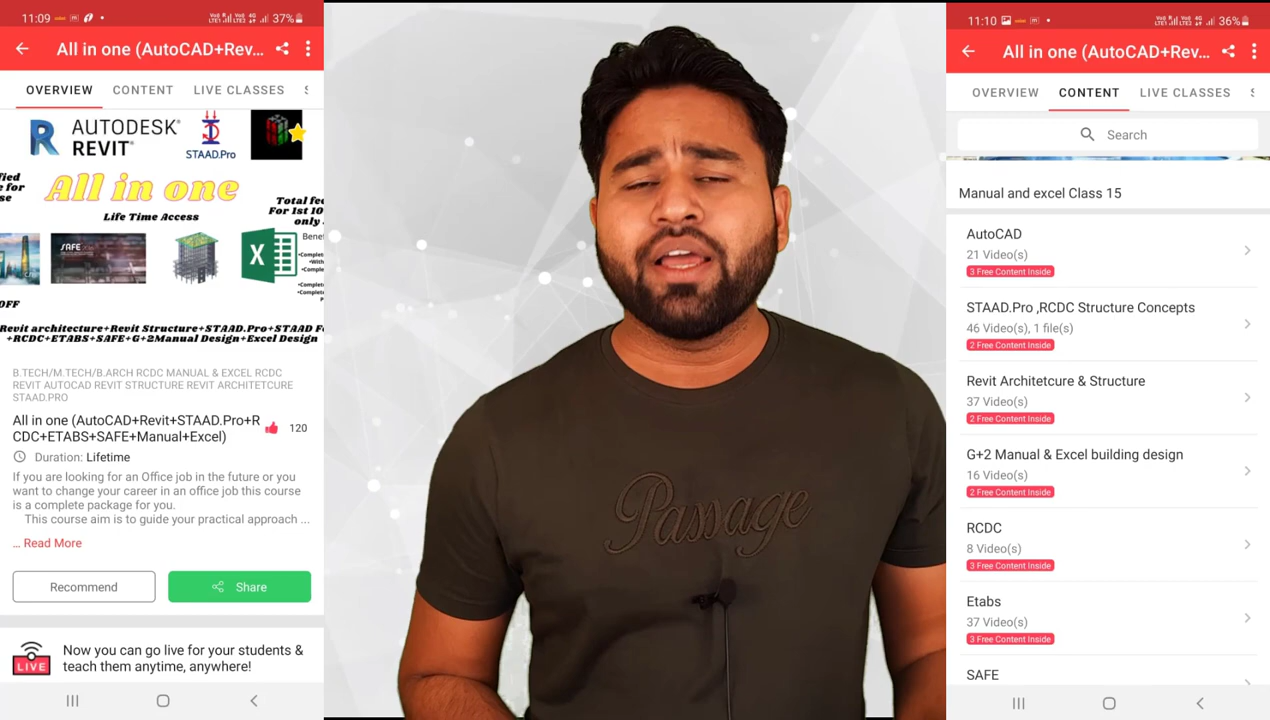 11:09
37%
All in one (AutoCAD+Rev...
OVERVIEW CONTENT LIVE CLASSES S
R AUTODESK®
REVIT®
STAAD.Pro
All in one
Life Time Access
Total fee
For 1st 10
only
SAFE
Benef
OFF
Revit architecture+Revit Structure+STAAD.Pro+STAAD F
+RCDC+ETABS+SAFE+G+2Manual Design+Excel Design
B.TECH/M.TECH/B.ARCH RCDC MANUAL & EXCEL RCDC
REVIT AUTOCAD REVIT STRUCTURE REVIT ARCHITETCURE
STAAD.PRO
All in one (AutoCAD+Revit+STAAD.Pro+R
CDC+ETABS+SAFE+Manual+Excel)
120
Duration: Lifetime
If you are looking for an Office job in the future or you
want to change your career in an office job this course
is a complete package for you.
This course aim is to guide your practical approach ...
... Read More
Recommend
Share
LIVE
Now you can go live for your students &
teach them anytime, anywhere!
Passage
11:10
36%
All in one (AutoCAD+Rev...
OVERVIEW CONTENT LIVE CLASSES S
Search
Manual and excel Class 15
AutoCAD
21 Video(s)
3 Free Content Inside
STAAD.Pro ,RCDC Structure Concepts
46 Video(s), 1 file(s)
2 Free Content Inside
Revit Architetcure & Structure
37 Video(s)
2 Free Content Inside
G+2 Manual & Excel building design
16 Video(s)
2 Free Content Inside
RCDC
8 Video(s)
3 Free Content Inside
Etabs
37 Video(s)
3 Free Content Inside
SAFE